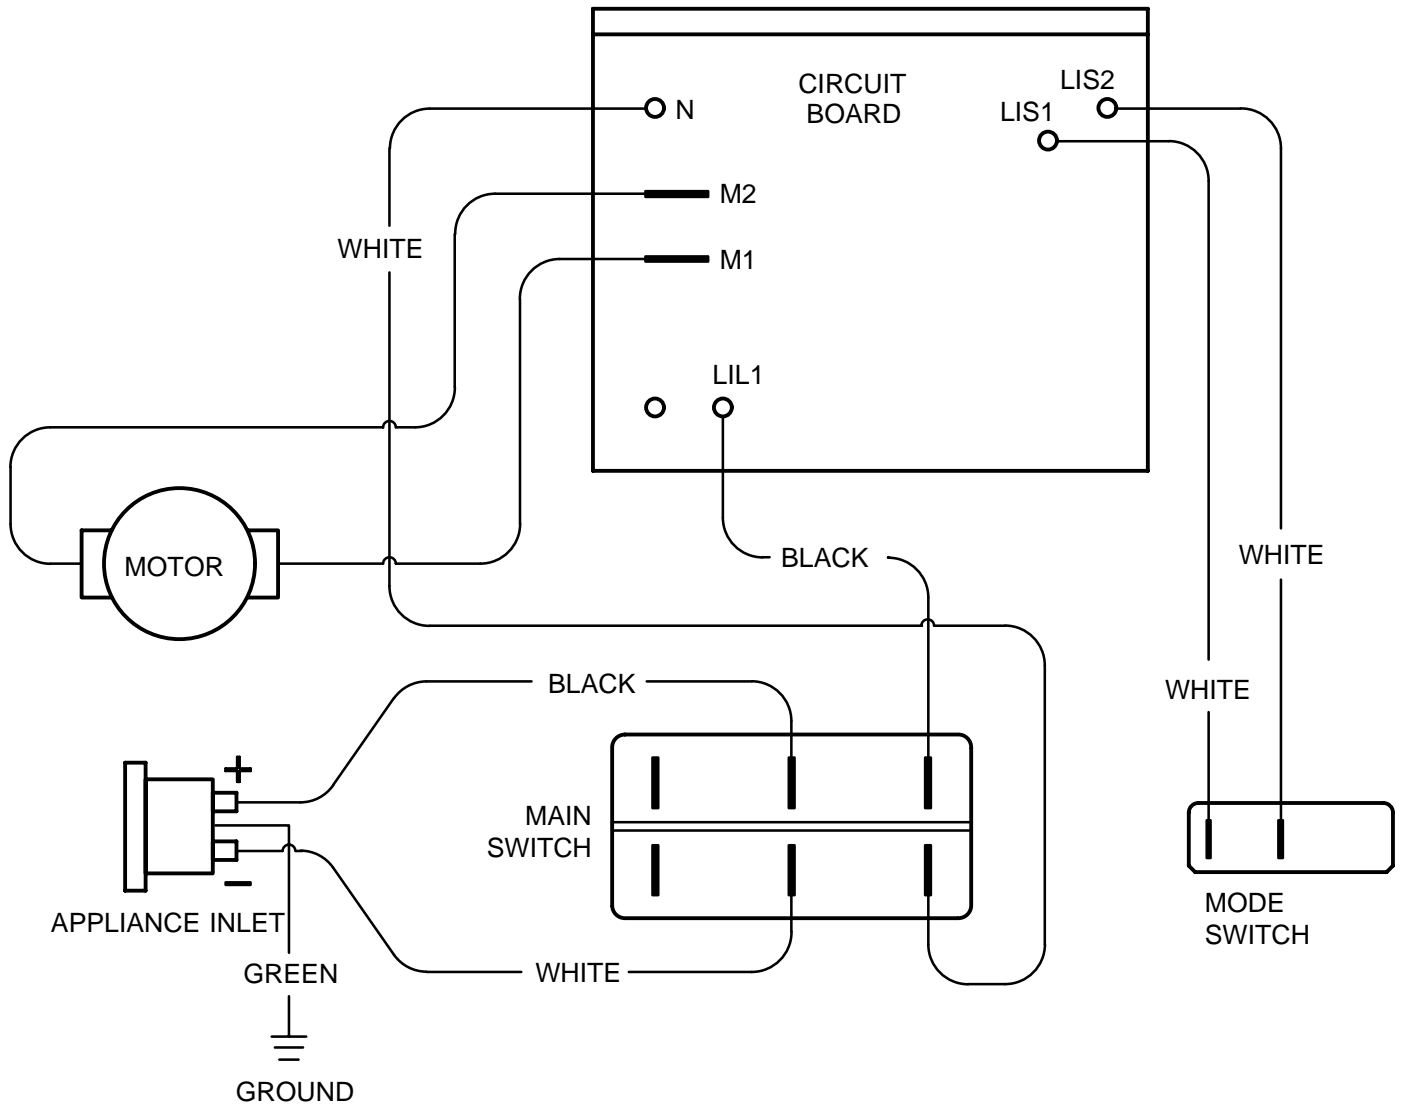 CIRCUIT
BOARD
LIS2
LIS1
N
M2
M1
WHITE
LIL1
MOTOR
BLACK
WHITE
WHITE
BLACK
+
MAIN
SWITCH
−
APPLIANCE INLET
MODE
SWITCH
GREEN
WHITE
GROUND